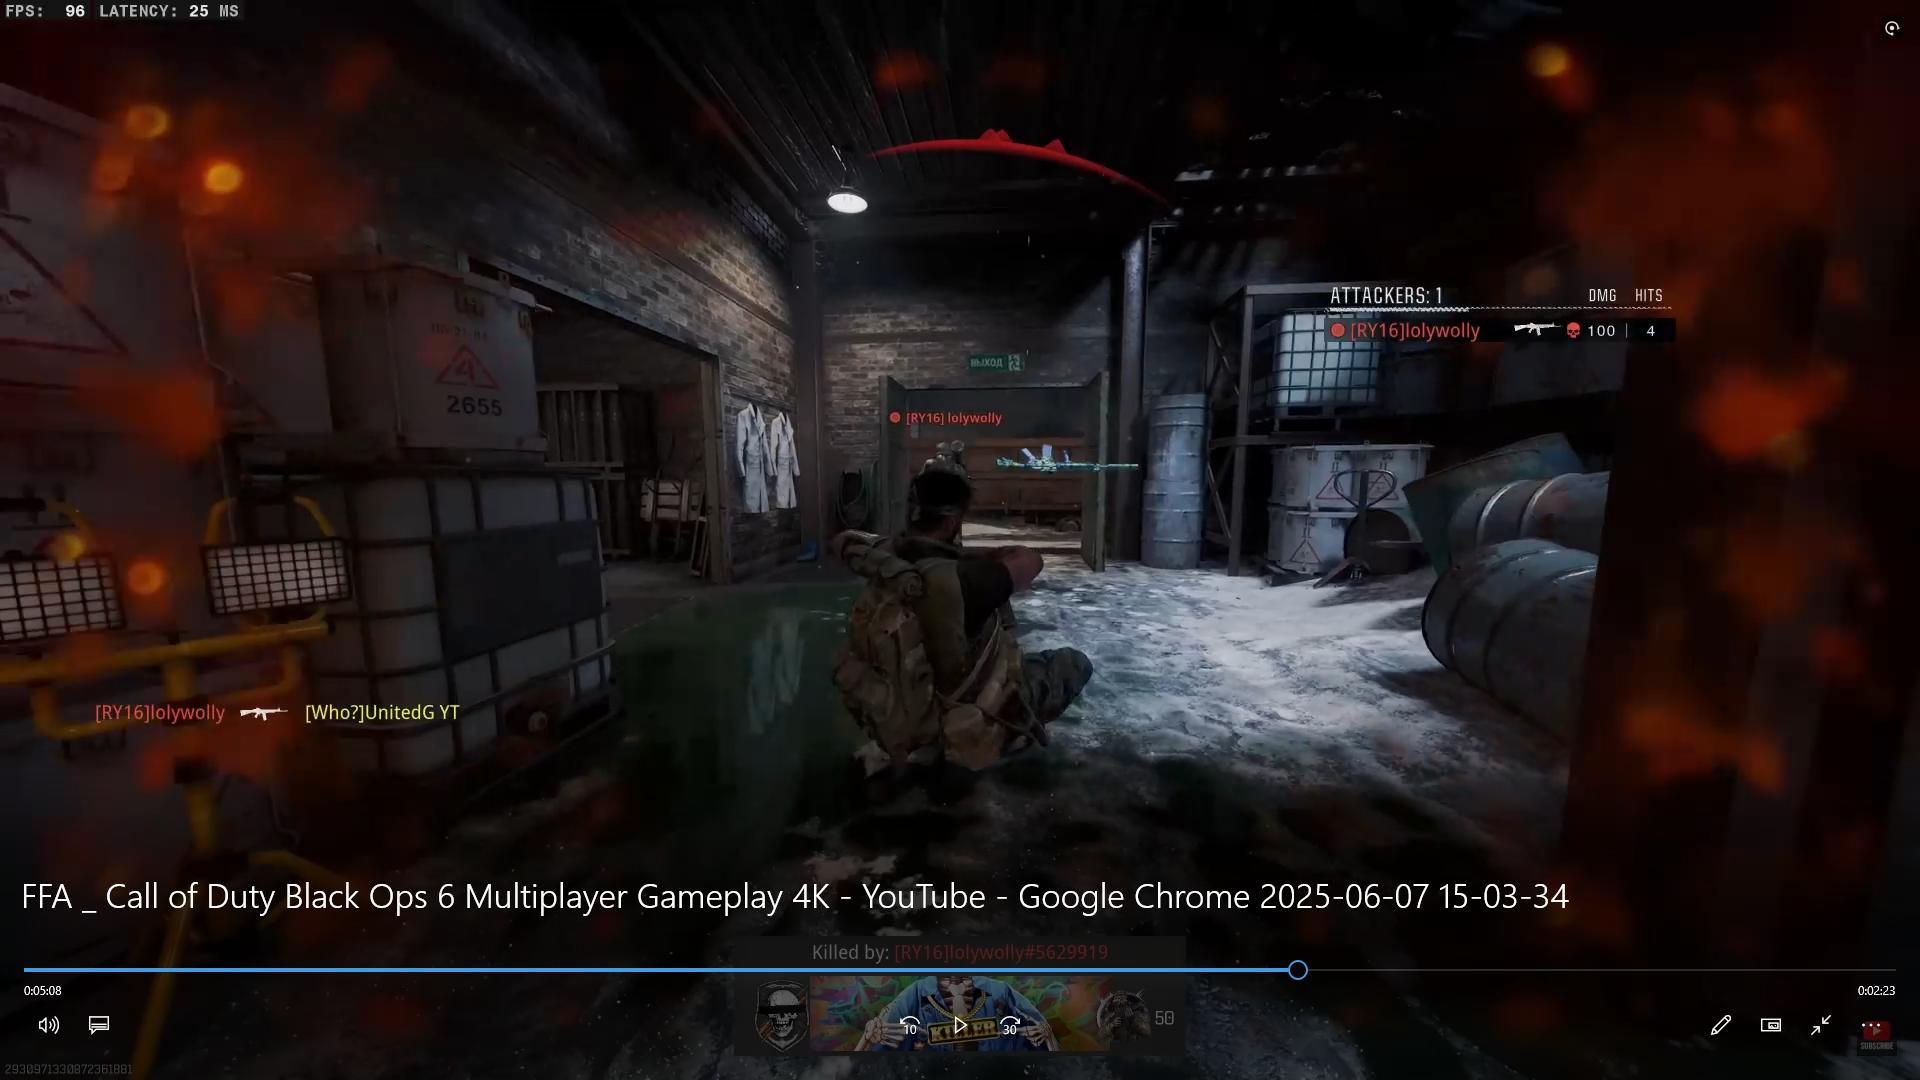 FPS: 96 LATENCY: 25 MS
ATTACKERS: 1 DMG HITS
[RY16]lolywolly 100 | 4
ВЫХОД
[RY16] lolywolly
4
2655
[RY16]lolywolly [Who?]UnitedG YT
FFA _ Call of Duty Black Ops 6 Multiplayer Gameplay 4K - YouTube - Google Chrome 2025-06-07 15-03-34
Killed by: [RY16]lolywolly#5629919
0:05:08
0:02:23
KILLER
50
10
30
SUBSCRIBE
2930971330872361881